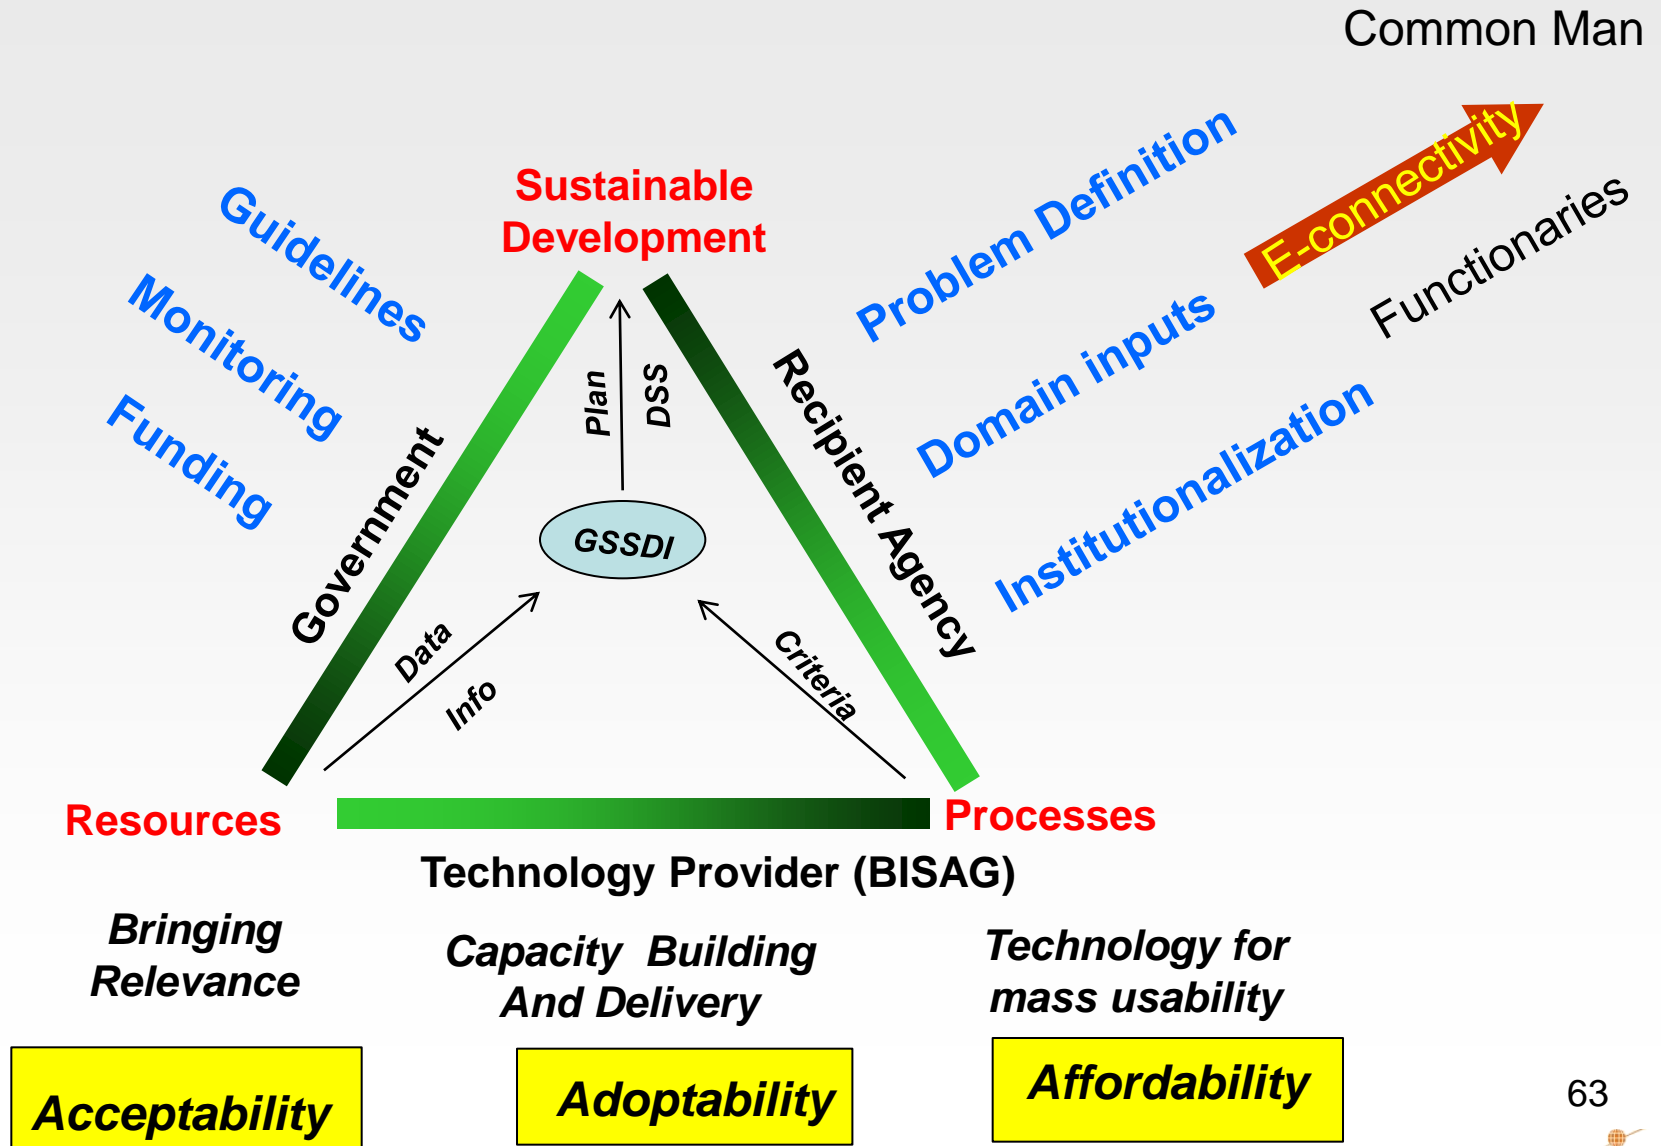 Common Man
E-connectivity
Functionaries
Sustainable
Development
Guidelines
Monitoring
Funding
Problem Definition
Domain inputs
Institutionalization
Government
Recipient Agency
Plan
DSS
GSSDI
Data
Info
Criteria
Resources
Processes
Technology Provider (BISAG)
Bringing
Relevance
Capacity Building
And Delivery
Technology for
mass usability
Acceptability
Adoptability
Affordability
63